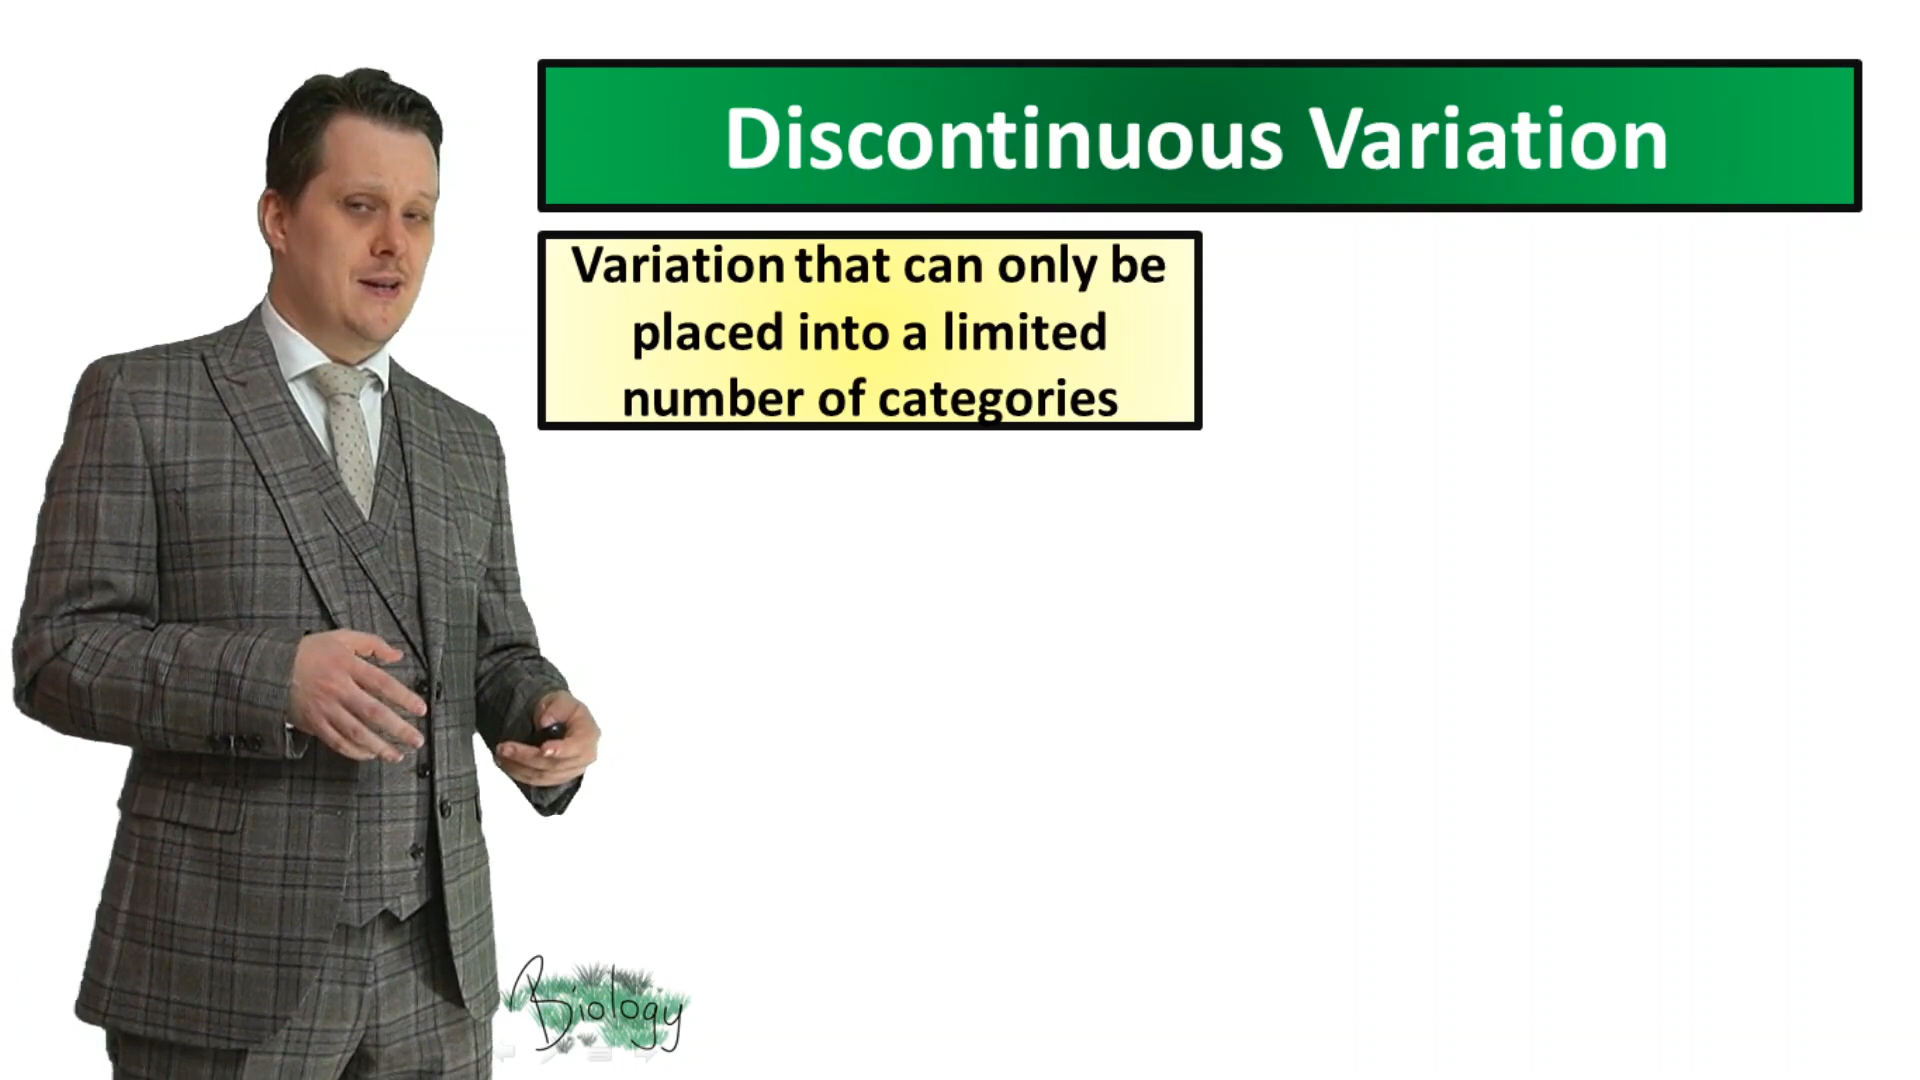 Discontinuous Variation
Variation that can only be
placed into a limited
number of categories
Biology